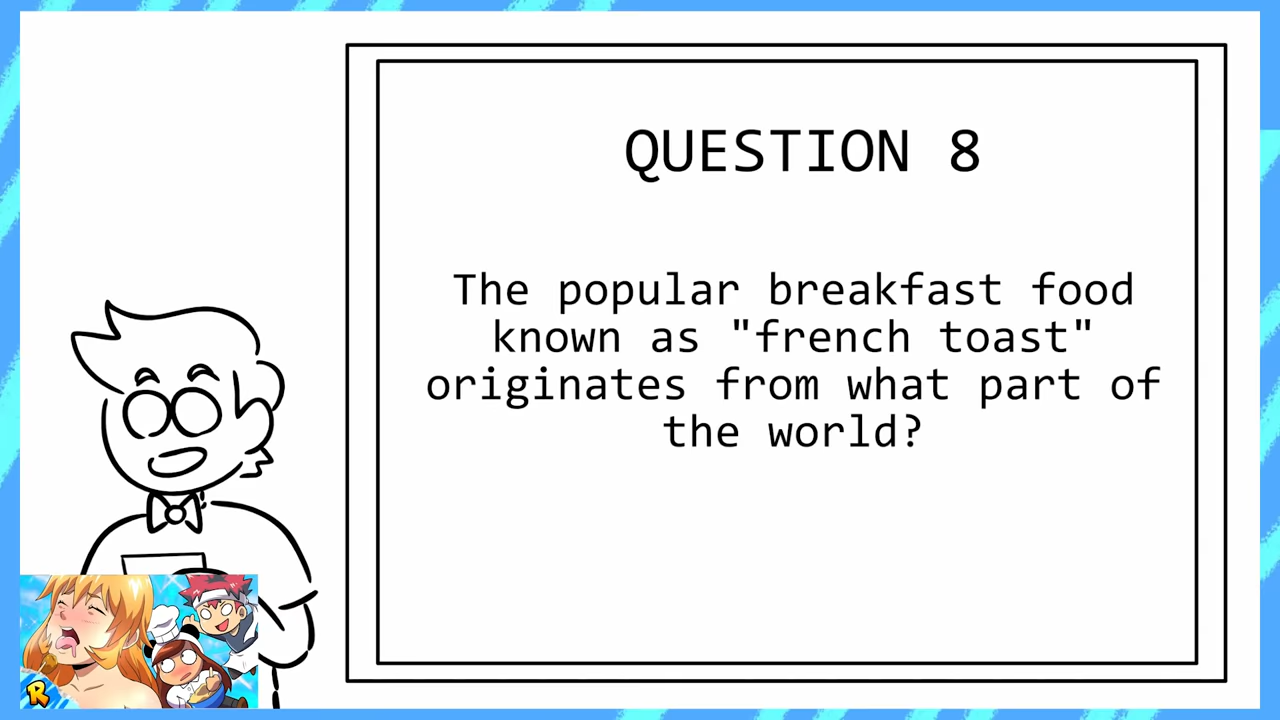 QUESTION 8
The popular breakfast food
known as "french toast"
originates from what part of
the world?
R